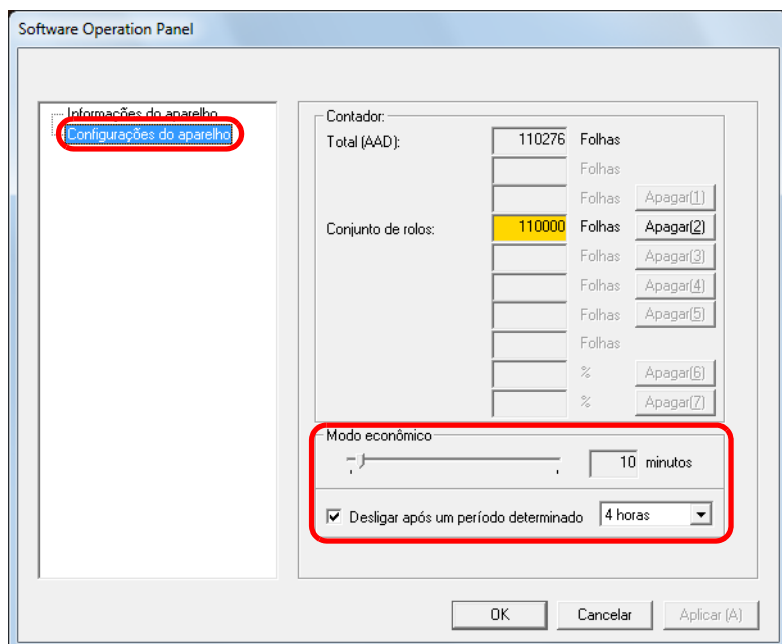 Software Operation Panel
Informações do aparelho
Configurações do aparelho
Contador:
Total (AAD): 110276 Folhas
Folhas
Folhas Apagar(1)
Conjunto de rolos: 110000 Folhas Apagar(2)
Folhas Apagar(3)
Folhas Apagar(4)
Folhas Apagar(5)
Folhas
% Apagar(6)
% Apagar(7)
Modo econômico
10 minutos
Desligar após um período determinado 4 horas
OK Cancelar Aplicar (A)